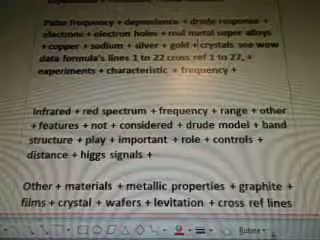 Pulse frequency + dependence + drude response +
electrons + electron holes + real metal super alloys
+ copper + sodium + silver + gold + crystals see wow
data formula's lines 1 to 22 cross ref 1 to 22, +
experiments + characteristic + frequency +
Infrared + red spectrum + frequency + range + other
+ features + not + considered + drude model + band
structure + play + important + role + controls +
distance + higgs signals +
Other + materials + metallic properties + graphite +
films + crystal + wafers + levitation + cross ref lines